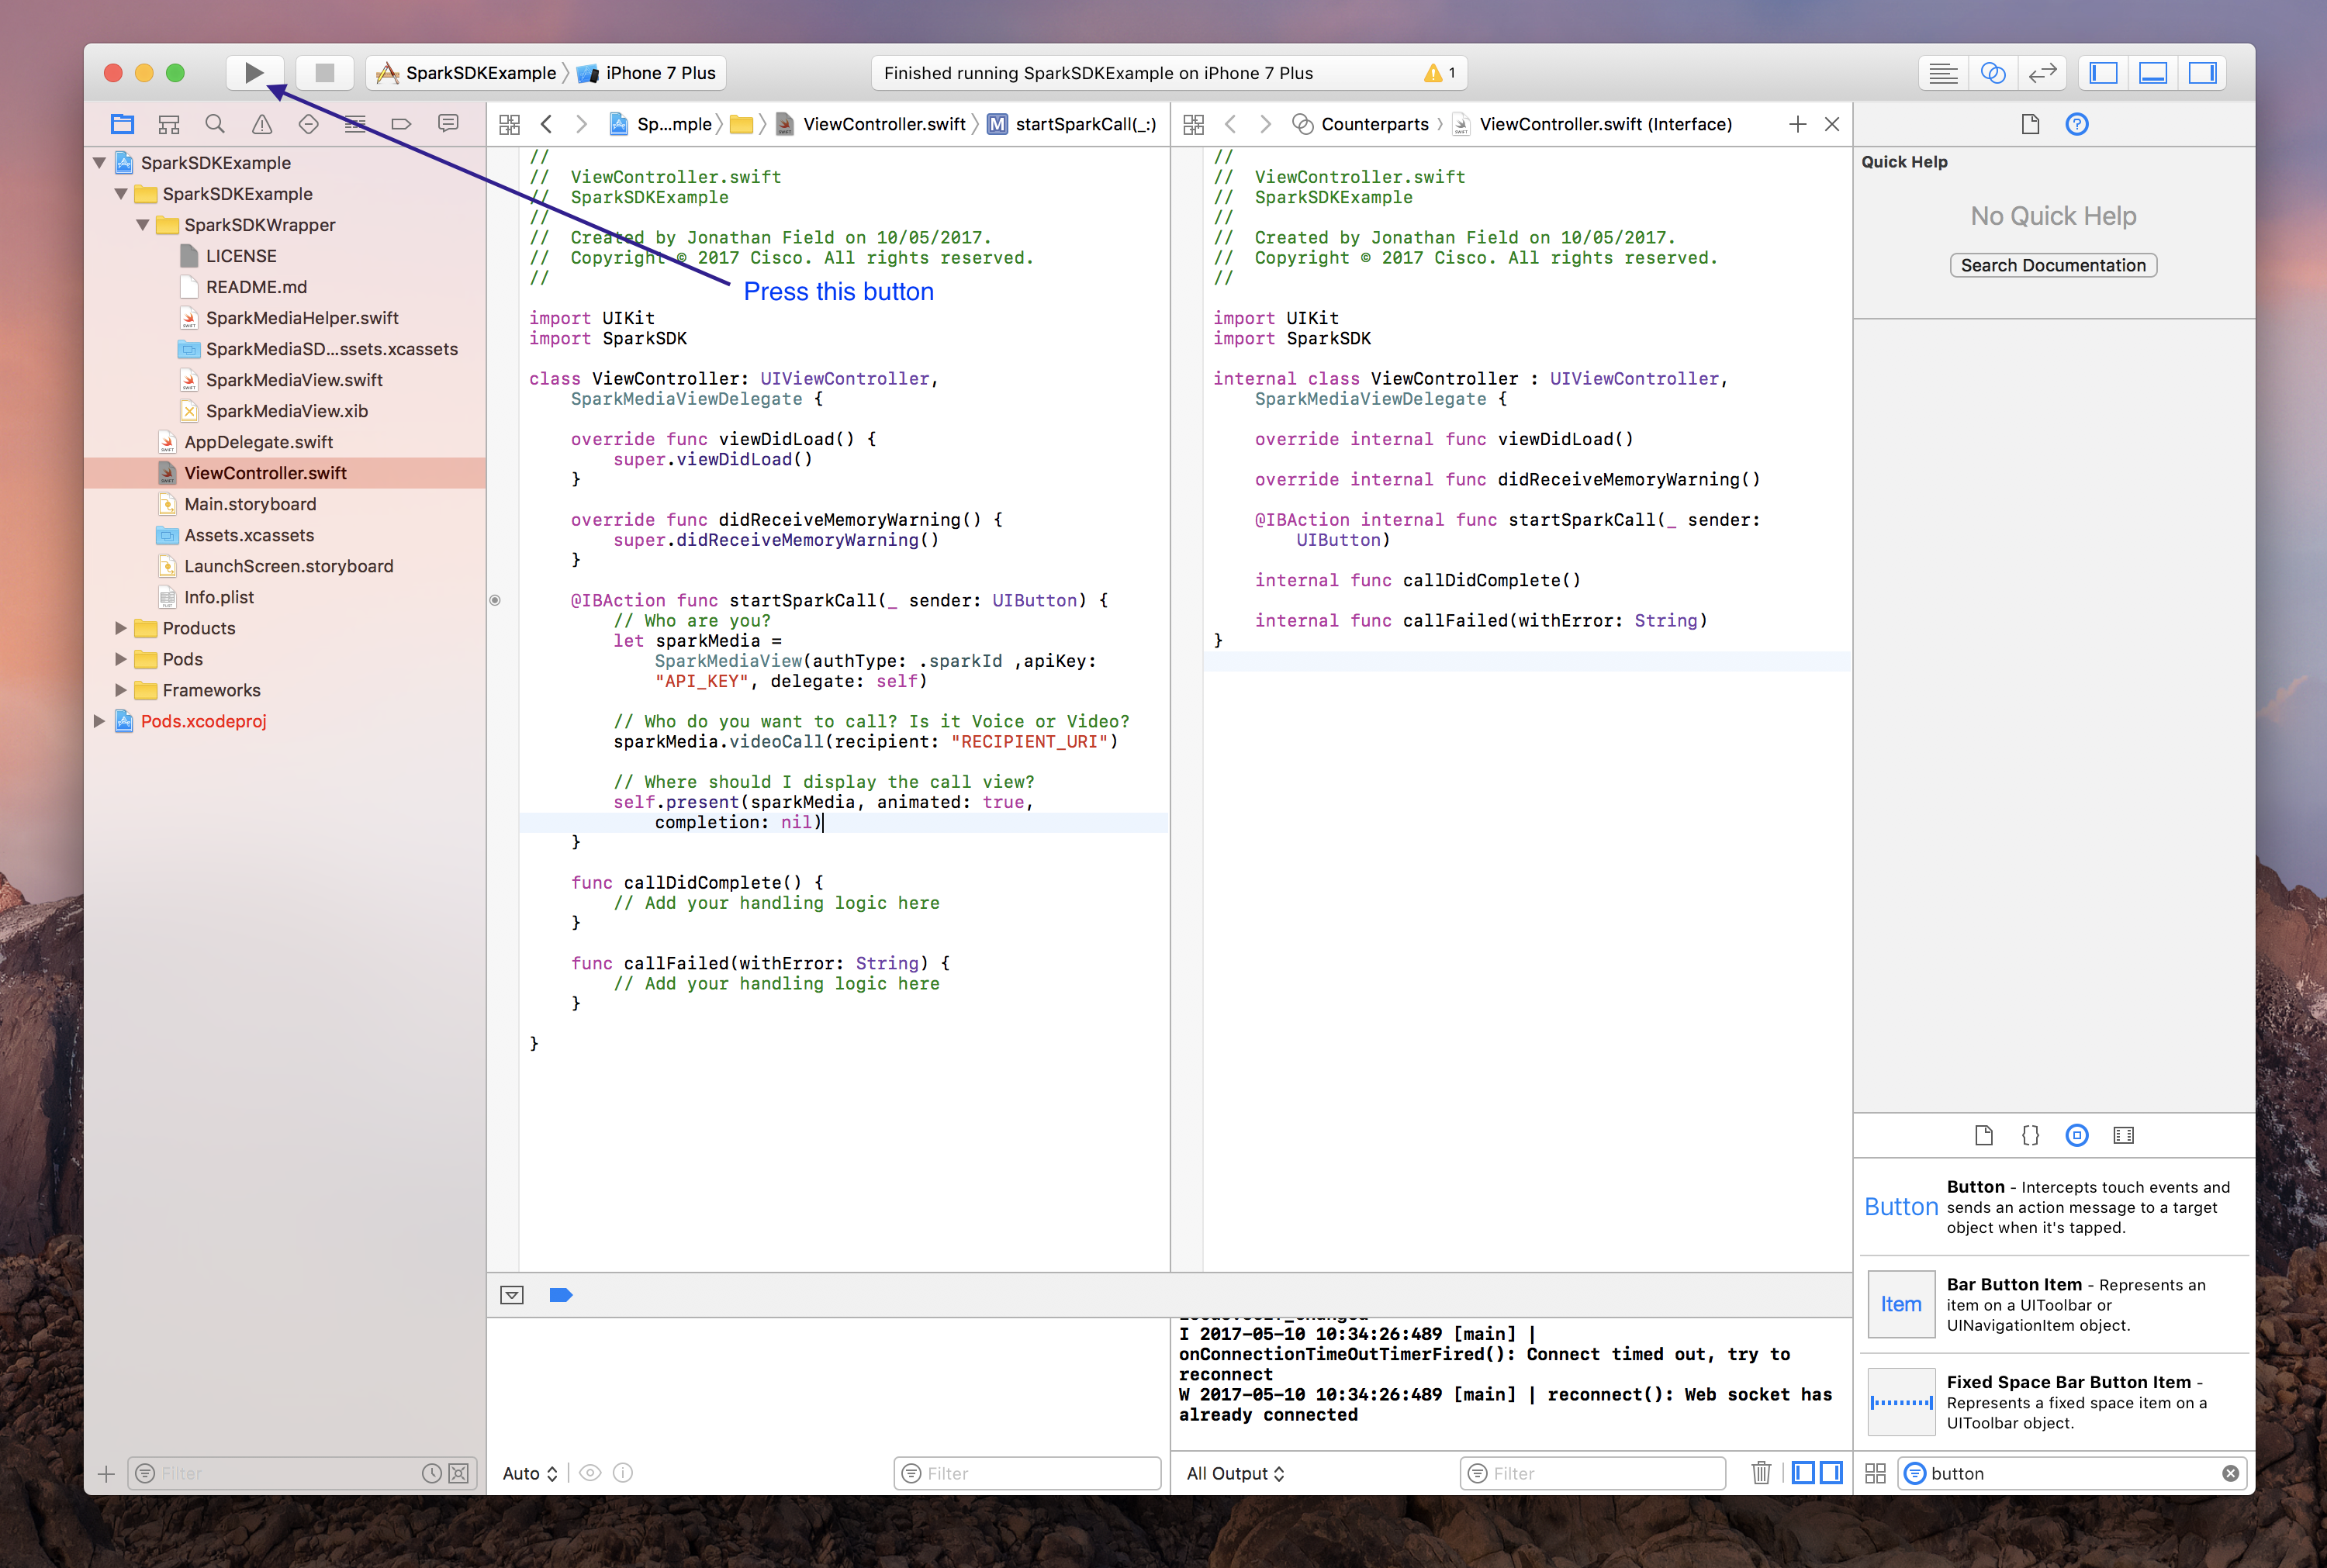 SparkSDKExample
iPhone 7 Plus
Finished running SparkSDKExample on iPhone 7 Plus
1
Sp...mple
ViewController.swift
M
startSparkCall(_:)
Counterparts
ViewController.swift (Interface)
SparkSDKExample
SparkSDKExample
SparkSDKWrapper
LICENSE
README.md
SparkMediaHelper.swift
SparkMediaSD...ssets.xcassets
SparkMediaView.swift
SparkMediaView.xib
AppDelegate.swift
ViewController.swift
Main.storyboard
Assets.xcassets
LaunchScreen.storyboard
Info.plist
Products
Pods
Frameworks
Pods.xcodeproj
Filter
//
//  ViewController.swift
//  SparkSDKExample
//
//  Created by Jonathan Field on 10/05/2017.
//  Copyright © 2017 Cisco. All rights reserved.
//
Press this button
import UIKit
import SparkSDK
class ViewController: UIViewController,
SparkMediaViewDelegate {
override func viewDidLoad() {
super.viewDidLoad()
}
override func didReceiveMemoryWarning() {
super.didReceiveMemoryWarning()
}
@IBAction func startSparkCall(_ sender: UIButton) {
// Who are you?
let sparkMedia =
SparkMediaView(authType: .sparkId ,apiKey:
"API_KEY", delegate: self)
// Who do you want to call? Is it Voice or Video?
sparkMedia.videoCall(recipient: "RECIPIENT_URI")
// Where should I display the call view?
self.present(sparkMedia, animated: true,
completion: nil)
}
func callDidComplete() {
// Add your handling logic here
}
func callFailed(withError: String) {
// Add your handling logic here
}
}
//
//  ViewController.swift
//  SparkSDKExample
//
//  Created by Jonathan Field on 10/05/2017.
//  Copyright © 2017 Cisco. All rights reserved.
//
import UIKit
import SparkSDK
internal class ViewController : UIViewController,
SparkMediaViewDelegate {
override internal func viewDidLoad()
override internal func didReceiveMemoryWarning()
@IBAction internal func startSparkCall(_ sender:
UIButton)
internal func callDidComplete()
internal func callFailed(withError: String)
}
Quick Help
No Quick Help
Search Documentation
{}
Button
Button - Intercepts touch events and
sends an action message to a target
object when it's tapped.
Item
Bar Button Item - Represents an
item on a UIToolbar or
UINavigationItem object.
Fixed Space Bar Button Item -
Represents a fixed space item on a
UIToolbar object.
button
I 2017-05-10 10:34:26:489 [main] |
onConnectionTimeOutTimerFired(): Connect timed out, try to
reconnect
W 2017-05-10 10:34:26:489 [main] | reconnect(): Web socket has
already connected
Auto
Filter
All Output
Filter